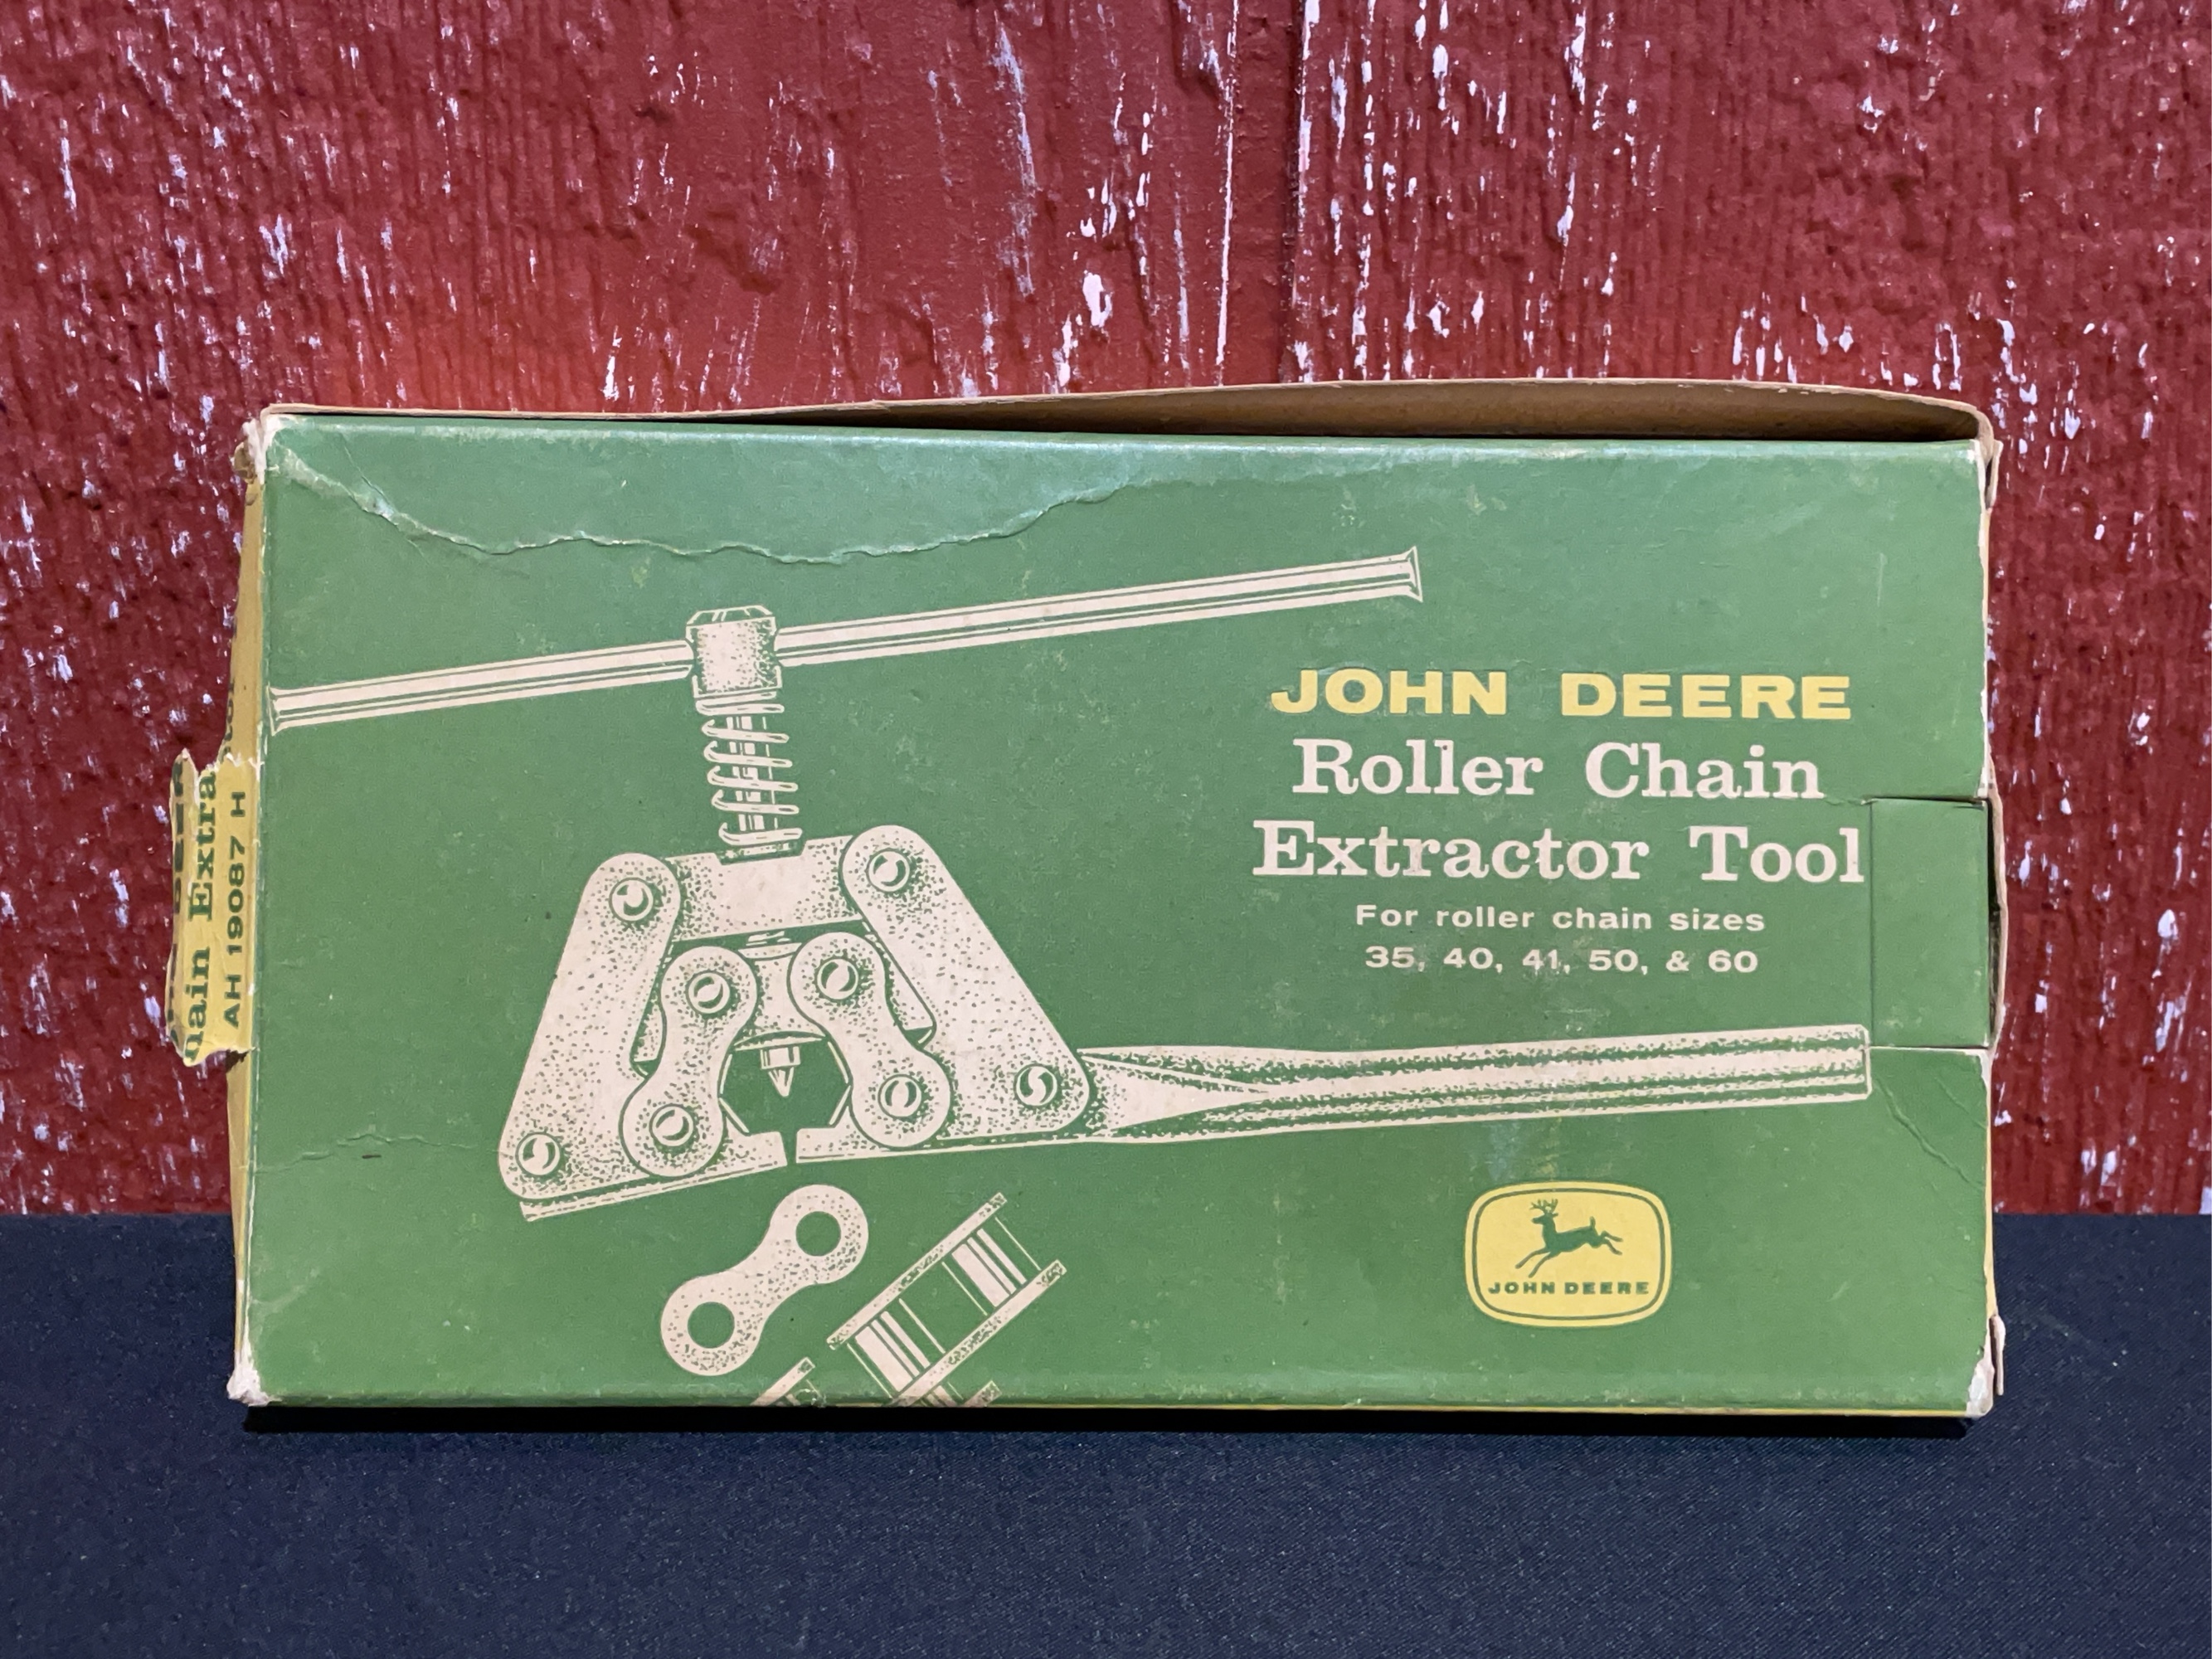 JOHN DEERE
Roller Chain
Extractor Tool
For roller chain sizes
35, 40, 41, 50, & 60
JOHN DEERE
Extra
AH 19087 H